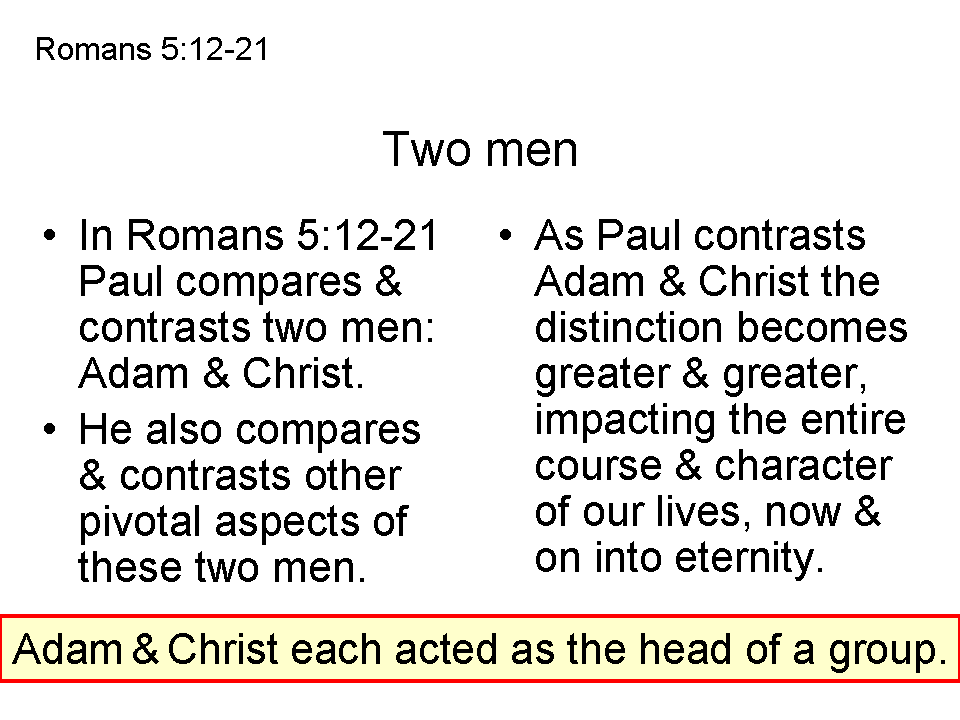 Romans 5:12-21
Two men
• In Romans 5:12-21
Paul compares &
contrasts two men:
Adam & Christ.
• He also compares
& contrasts other
pivotal aspects of
these two men.
• As Paul contrasts
Adam & Christ the
distinction becomes
greater & greater,
impacting the entire
course & character
of our lives, now &
on into eternity.
Adam & Christ each acted as the head of a group.